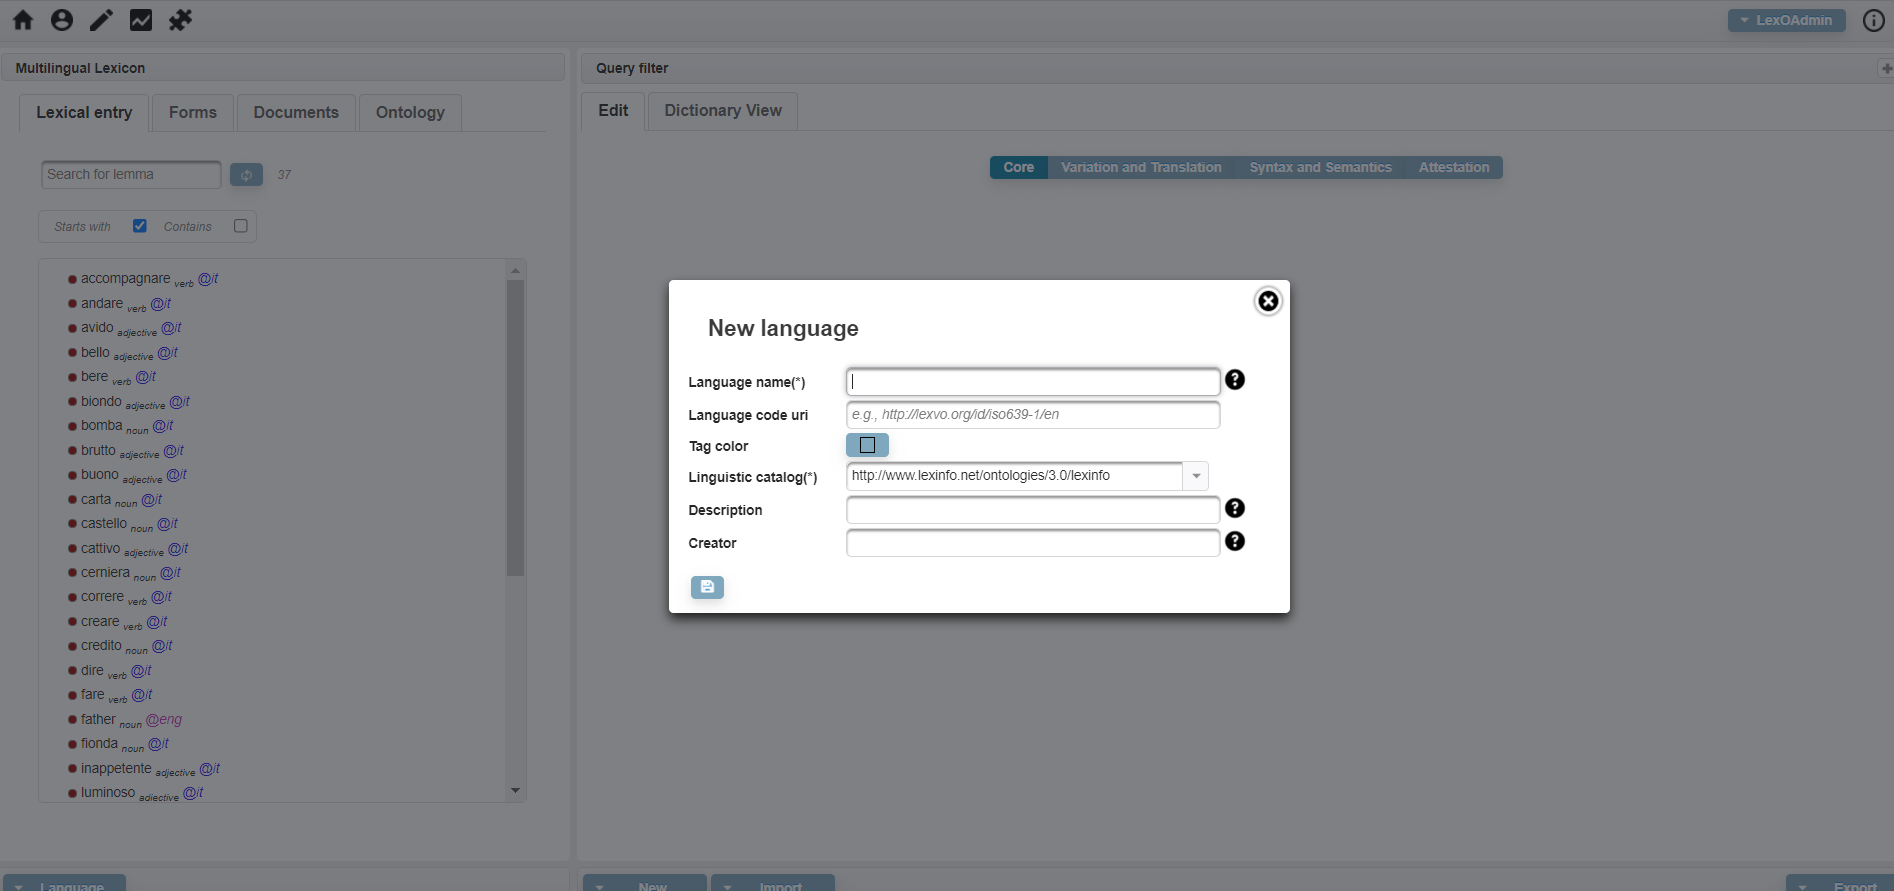 LexOAdmin
Multilingual Lexicon
Query filter
Lexical entry Forms Documents Ontology
Edit Dictionary View
Core Variation and Translation Syntax and Semantics Attestation
Search for lemma 37
Starts with Contains
accompagnare verb @it
andare verb @it
avido adjective @it
bello adjective @it
bere verb @it
biondo adjective @it
bomba noun @it
brutto adjective @it
buono adjective @it
carta noun @it
castello noun @it
cattivo adjective @it
cerniera noun @it
correre verb @it
creare verb @it
credito noun @it
dire verb @it
fare verb @it
father noun @eng
fionda noun @it
inappetente adjective @it
luminoso adjective @it
New language
Language name(*)
Language code uri e.g., http://lexvo.org/id/iso639-1/en
Tag color
Linguistic catalog(*) http://www.lexinfo.net/ontologies/3.0/lexinfo
Description
Creator
Language New Import Export